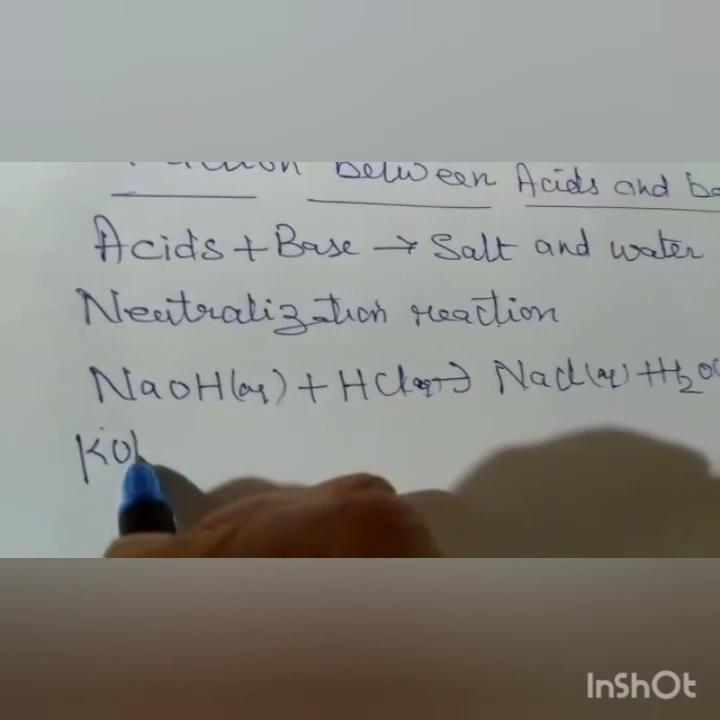 between Acids and ba
Acids + Base → Salt and water
Neutralization reaction
NaOH(aq) + HCl(aq) → NaCl(aq) + H₂O(
KOH
InShOt